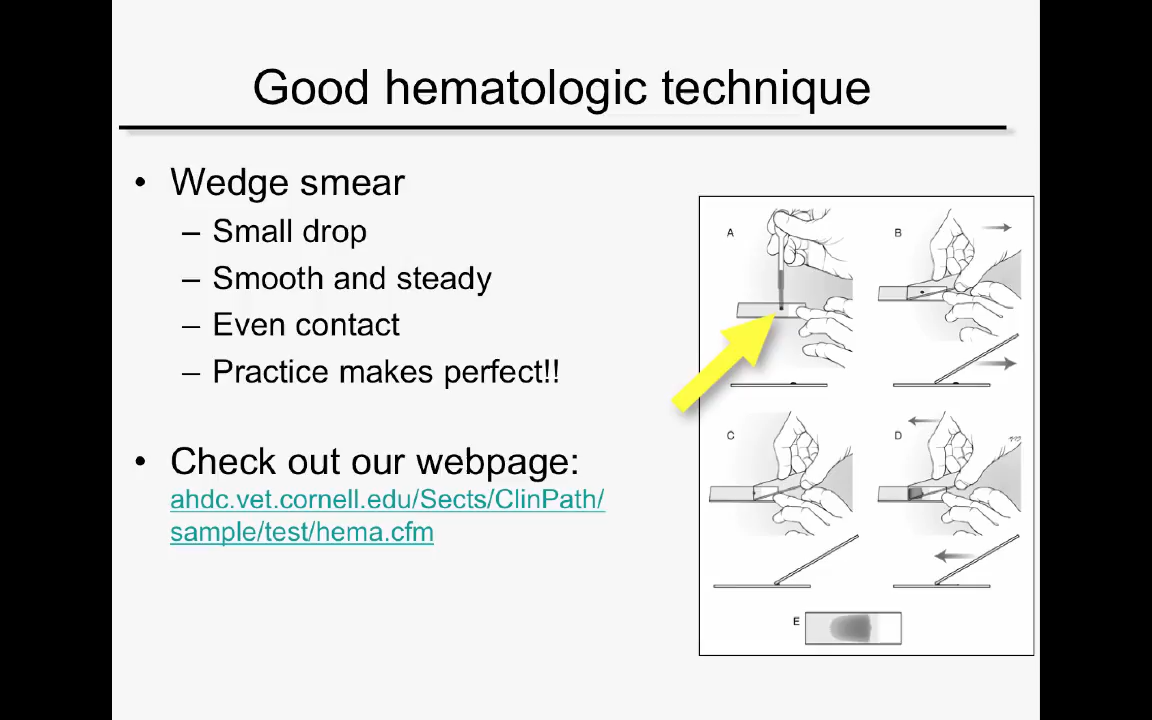 Good hematologic technique
• Wedge smear
– Small drop
– Smooth and steady
– Even contact
– Practice makes perfect!!
• Check out our webpage:
ahdc.vet.cornell.edu/Sects/ClinPath/
sample/test/hema.cfm
A
B
C
D
E